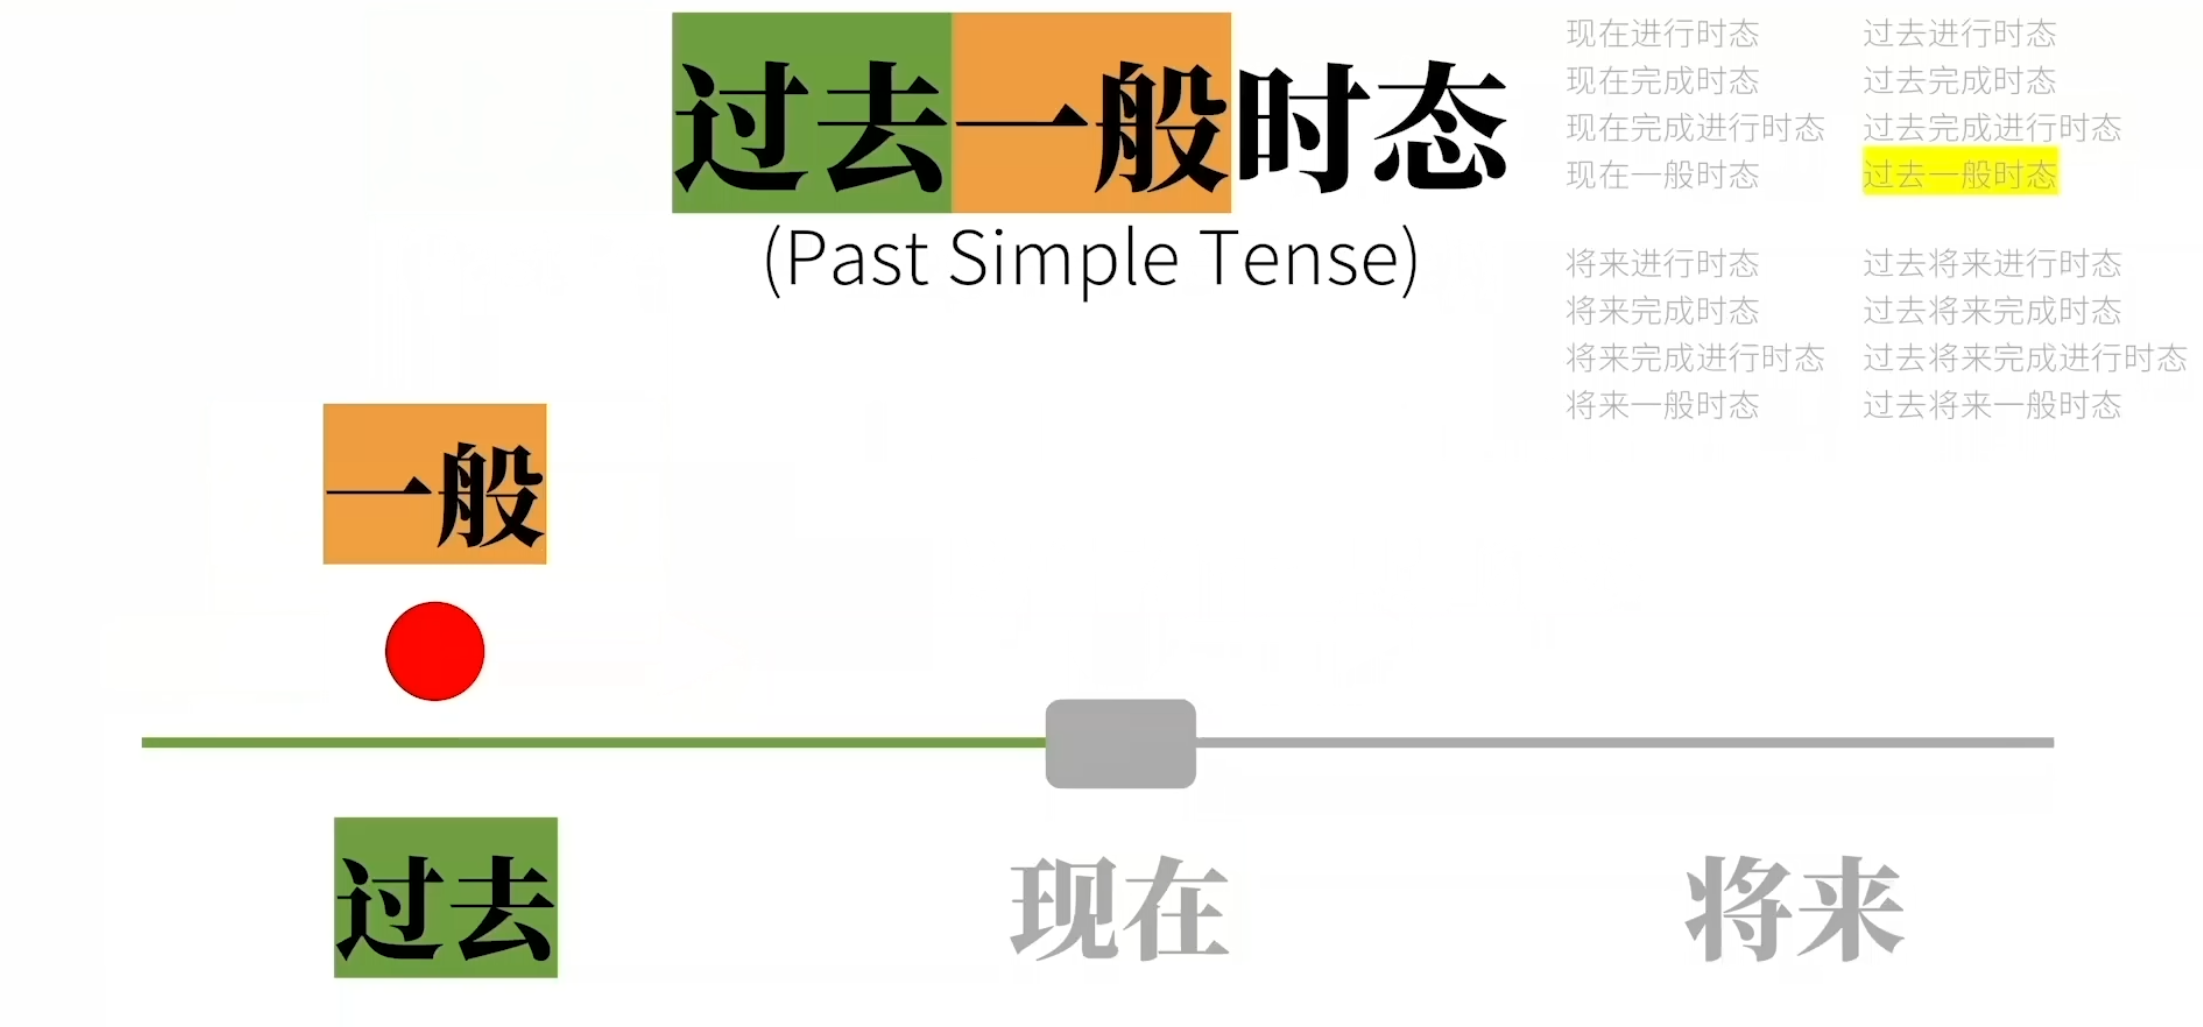 过去一般时态
(Past Simple Tense)
现在进行时态
现在完成时态
现在完成进行时态
现在一般时态
过去进行时态
过去完成时态
过去完成进行时态
过去一般时态
将来进行时态
将来完成时态
将来完成进行时态
将来一般时态
过去将来进行时态
过去将来完成时态
过去将来完成进行时态
过去将来一般时态
一般
过去
现在
将来